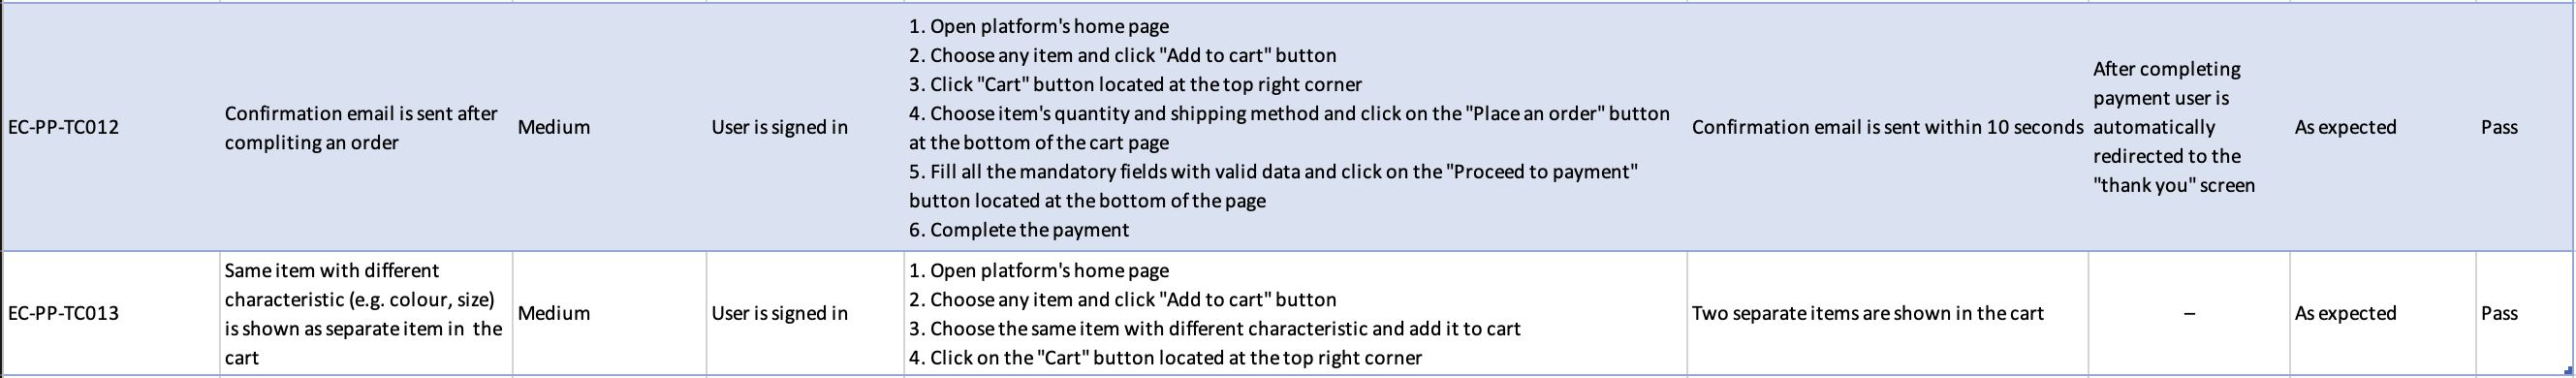 EC-PP-TC012
Confirmation email is sent after
compliting an order
Medium
User is signed in
1. Open platform's home page
2. Choose any item and click "Add to cart" button
3. Click "Cart" button located at the top right corner
4. Choose item's quantity and shipping method and click on the "Place an order" button
at the bottom of the cart page
5. Fill all the mandatory fields with valid data and click on the "Proceed to payment"
button located at the bottom of the page
6. Complete the payment
Confirmation email is sent within 10 seconds
After completing
payment user is
automatically
redirected to the
"thank you" screen
As expected
Pass
EC-PP-TC013
Same item with different
characteristic (e.g. colour, size)
is shown as separate item in  the
cart
Medium
User is signed in
1. Open platform's home page
2. Choose any item and click "Add to cart" button
3. Choose the same item with different characteristic and add it to cart
4. Click on the "Cart" button located at the top right corner
Two separate items are shown in the cart
–
As expected
Pass